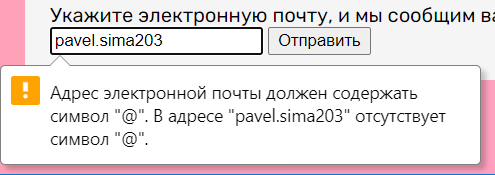 Укажите электронную почту, и мы сообщим
pavel.sima203 Отправить
Адрес электронной почты должен содержать
символ "@". В адресе "pavel.sima203" отсутствует
символ "@".